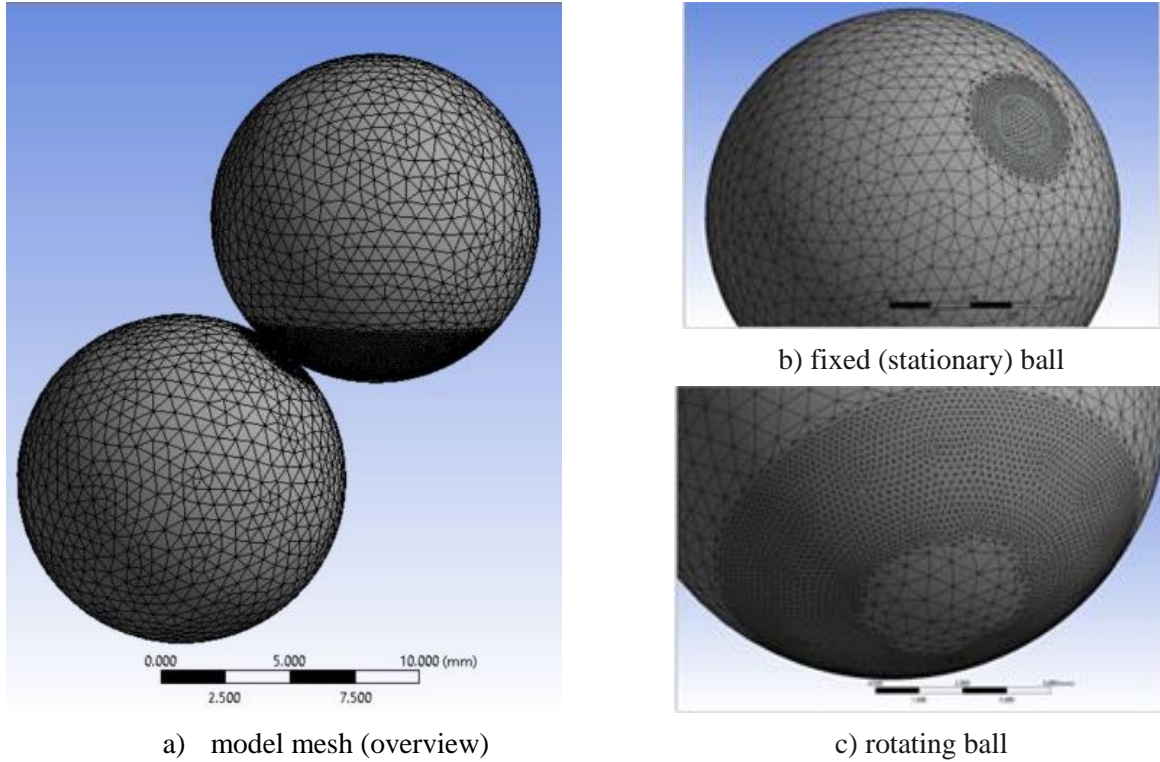 0.000 5.000 10.000 (mm)
2.500 7.500
a) model mesh (overview)
b) fixed (stationary) ball
c) rotating ball